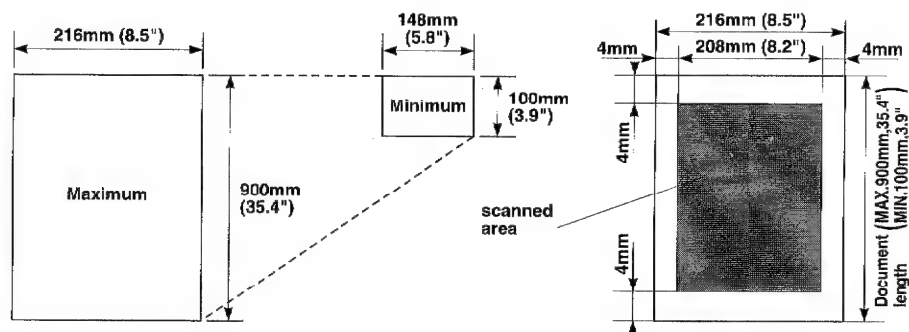 216mm (8.5")
148mm
(5.8")
Minimum
100mm
(3.9")
Maximum
900mm
(35.4")
216mm (8.5")
4mm
208mm (8.2")
4mm
4mm
scanned
area
4mm
Document (MAX.900mm,35.4"
length MIN.100mm,3.9")